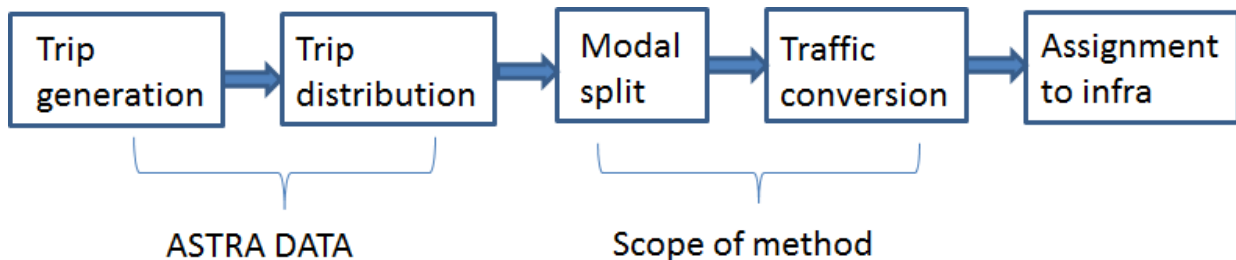 Trip
generation
Trip
distribution
Modal
split
Traffic
conversion
Assignment
to infra
ASTRA DATA
Scope of method